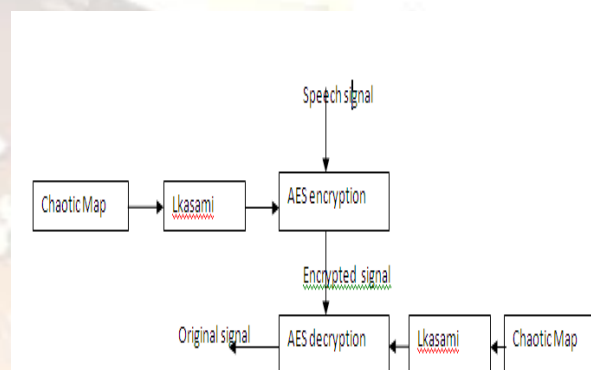 Speech signal
Chaotic Map
Lkasami
AES encryption
Encrypted signal
Original signal
AES decryption
Lkasami
Chaotic Map